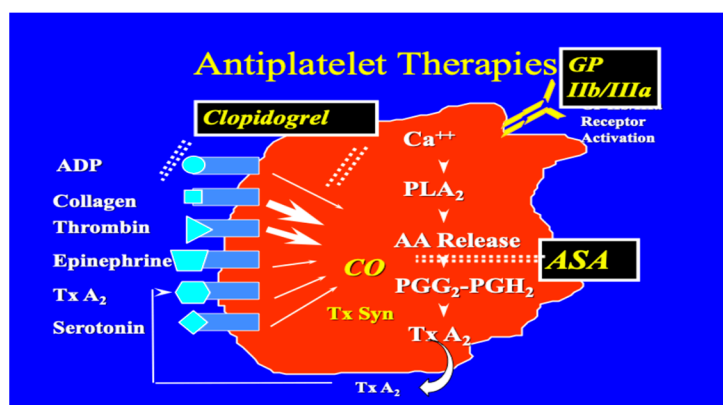 Antiplatelet Therapies
GP
IIb/IIIa
Receptor
Activation
Clopidogrel
ADP
Collagen
Thrombin
Epinephrine
Tx A₂
Serotonin
Ca⁺⁺
PLA₂
AA Release
ASA
CO
PGG₂-PGH₂
Tx Syn
Tx A₂
Tx A₂